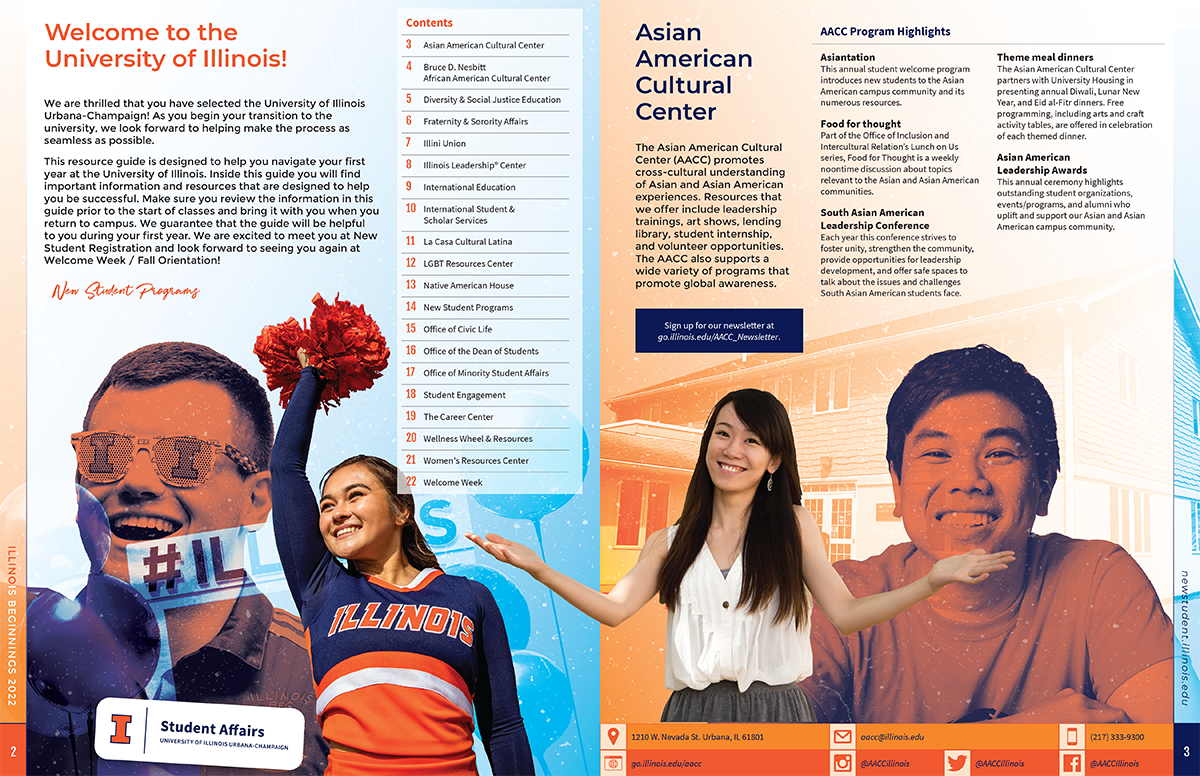 Welcome to the
University of Illinois!
We are thrilled that you have selected the University of Illinois
Urbana-Champaign! As you begin your transition to the
university, we look forward to helping make the process as
seamless as possible.
This resource guide is designed to help you navigate your first
year at the University of Illinois. Inside this guide you will find
important information and resources that are designed to help
you be successful. Make sure you review the information in this
guide prior to the start of classes and bring it with you when you
return to campus. We guarantee that the guide will be helpful
to you during your first year. We are excited to meet you at New
Student Registration and look forward to seeing you again at
Welcome Week / Fall Orientation!
New Student Programs
Contents
3 Asian American Cultural Center
4 Bruce D. Nesbitt
African American Cultural Center
5 Diversity & Social Justice Education
6 Fraternity & Sorority Affairs
7 Illini Union
8 Illinois Leadership® Center
9 International Education
10 International Student &
Scholar Services
11 La Casa Cultural Latina
12 LGBT Resources Center
13 Native American House
14 New Student Programs
15 Office of Civic Life
16 Office of the Dean of Students
17 Office of Minority Student Affairs
18 Student Engagement
19 The Career Center
20 Wellness Wheel & Resources
21 Women's Resources Center
22 Welcome Week
I I
#IL
S
ILLINOIS
ILLINOIS
I
Student Affairs
UNIVERSITY OF ILLINOIS URBANA-CHAMPAIGN
ILLINOIS BEGINNINGS 2022
2
Asian
American
Cultural
Center
The Asian American Cultural
Center (AACC) promotes
cross-cultural understanding
of Asian and Asian American
experiences. Resources that
we offer include leadership
trainings, art shows, lending
library, student internship,
and volunteer opportunities.
The AACC also supports a
wide variety of programs that
promote global awareness.
Sign up for our newsletter at
go.illinois.edu/AACC_Newsletter.
AACC Program Highlights
Asiantation
This annual student welcome program
introduces new students to the Asian
American campus community and its
numerous resources.
Food for thought
Part of the Office of Inclusion and
Intercultural Relation's Lunch on Us
series, Food for Thought is a weekly
noontime discussion about topics
relevant to the Asian and Asian American
communities.
South Asian American
Leadership Conference
Each year this conference strives to
foster unity, strengthen the community,
provide opportunities for leadership
development, and offer safe spaces to
talk about the issues and challenges
South Asian American students face.
Theme meal dinners
The Asian American Cultural Center
partners with University Housing in
presenting annual Diwali, Lunar New
Year, and Eid al-Fitr dinners. Free
programming, including arts and craft
activity tables, are offered in celebration
of each themed dinner.
Asian American
Leadership Awards
This annual ceremony highlights
outstanding student organizations,
events/programs, and alumni who
uplift and support our Asian and Asian
American campus community.
1210 W. Nevada St. Urbana, IL 61801
aacc@illinois.edu
(217) 333-9300
go.illinois.edu/aacc
@AACCillinois
@AACCillinois
@AACCillinois
newstudent.illinois.edu
3